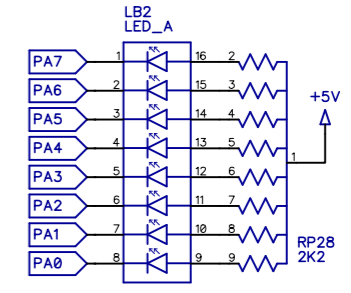 LB2
LED_A
PA7 1 16 2
PA6 2 15 3
+5V
PA5 3 14 4
PA4 4 13 5
1
PA3 5 12 6
PA2 6 11 7
PA1 7 10 8
RP28
PA0 8 9 9
2K2